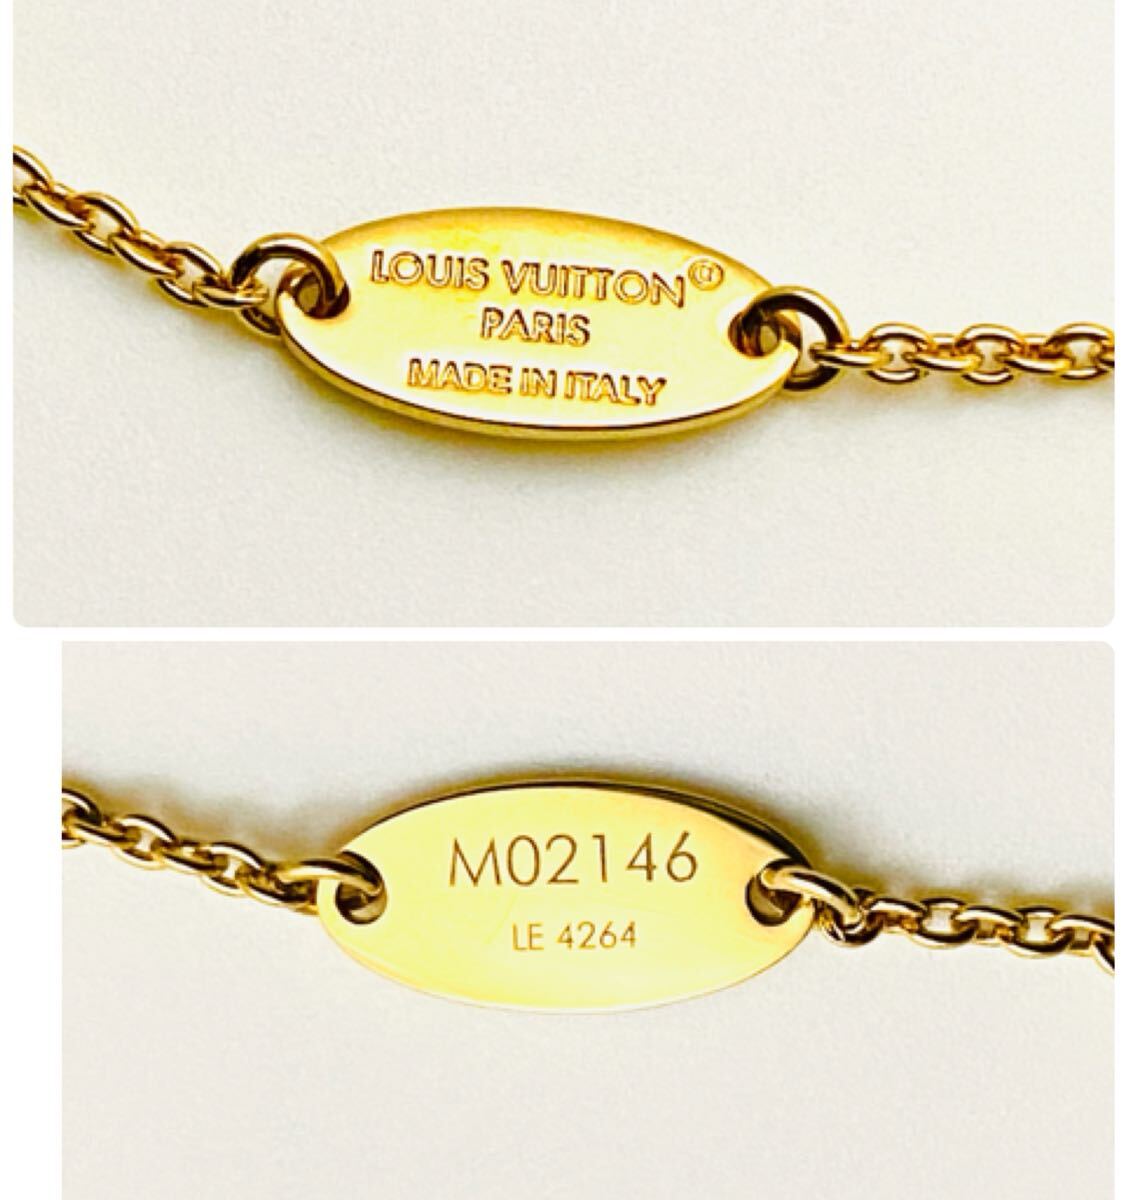 LOUIS VUITTON®
PARIS
MADE IN ITALY
M02146
LE 4264